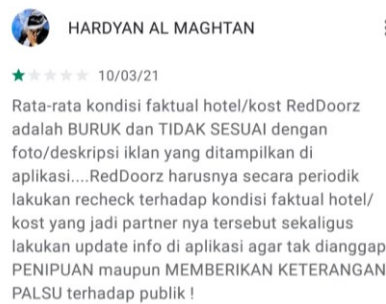 HARDYAN AL MAGHTAN
10/03/21
Rata-rata kondisi faktual hotel/kost RedDoorz
adalah BURUK dan TIDAK SESUAI dengan
foto/deskripsi iklan yang ditampilkan di
aplikasi....RedDoorz harusnya secara periodik
lakukan recheck terhadap kondisi faktual hotel/
kost yang jadi partner nya tersebut sekaligus
lakukan update info di aplikasi agar tak dianggap
PENIPUAN maupun MEMBERIKAN KETERANGAN
PALSU terhadap publik !